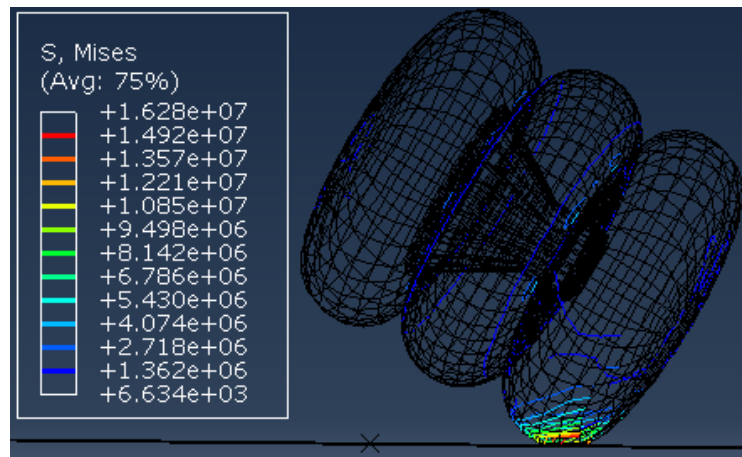 S, Mises
(Avg: 75%)
+1.628e+07
+1.492e+07
+1.357e+07
+1.221e+07
+1.085e+07
+9.498e+06
+8.142e+06
+6.786e+06
+5.430e+06
+4.074e+06
+2.718e+06
+1.362e+06
+6.634e+03